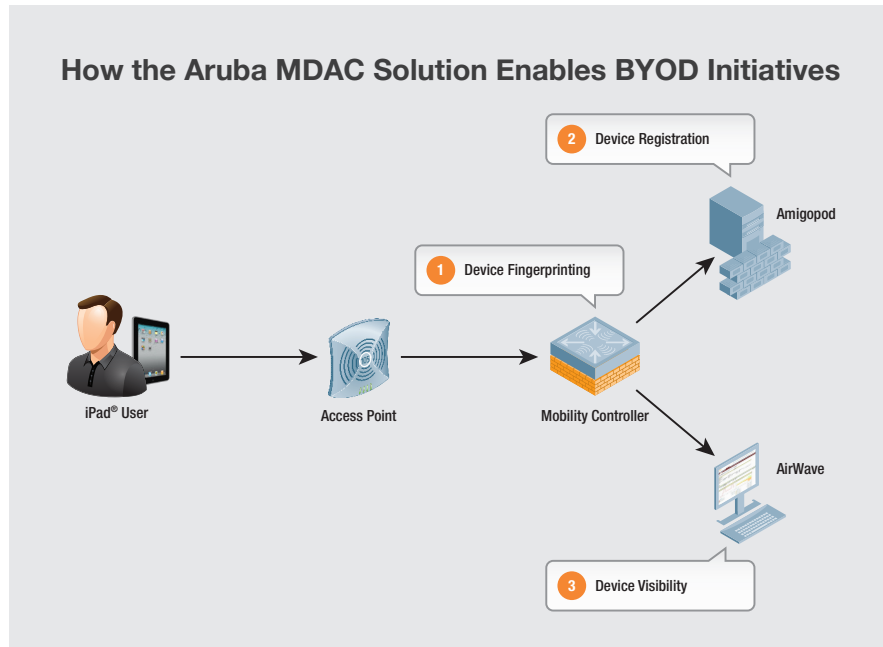 How the Aruba MDAC Solution Enables BYOD Initiatives
2 Device Registration
Amigopod
1 Device Fingerprinting
iPad® User
Access Point
Mobility Controller
AirWave
3 Device Visibility